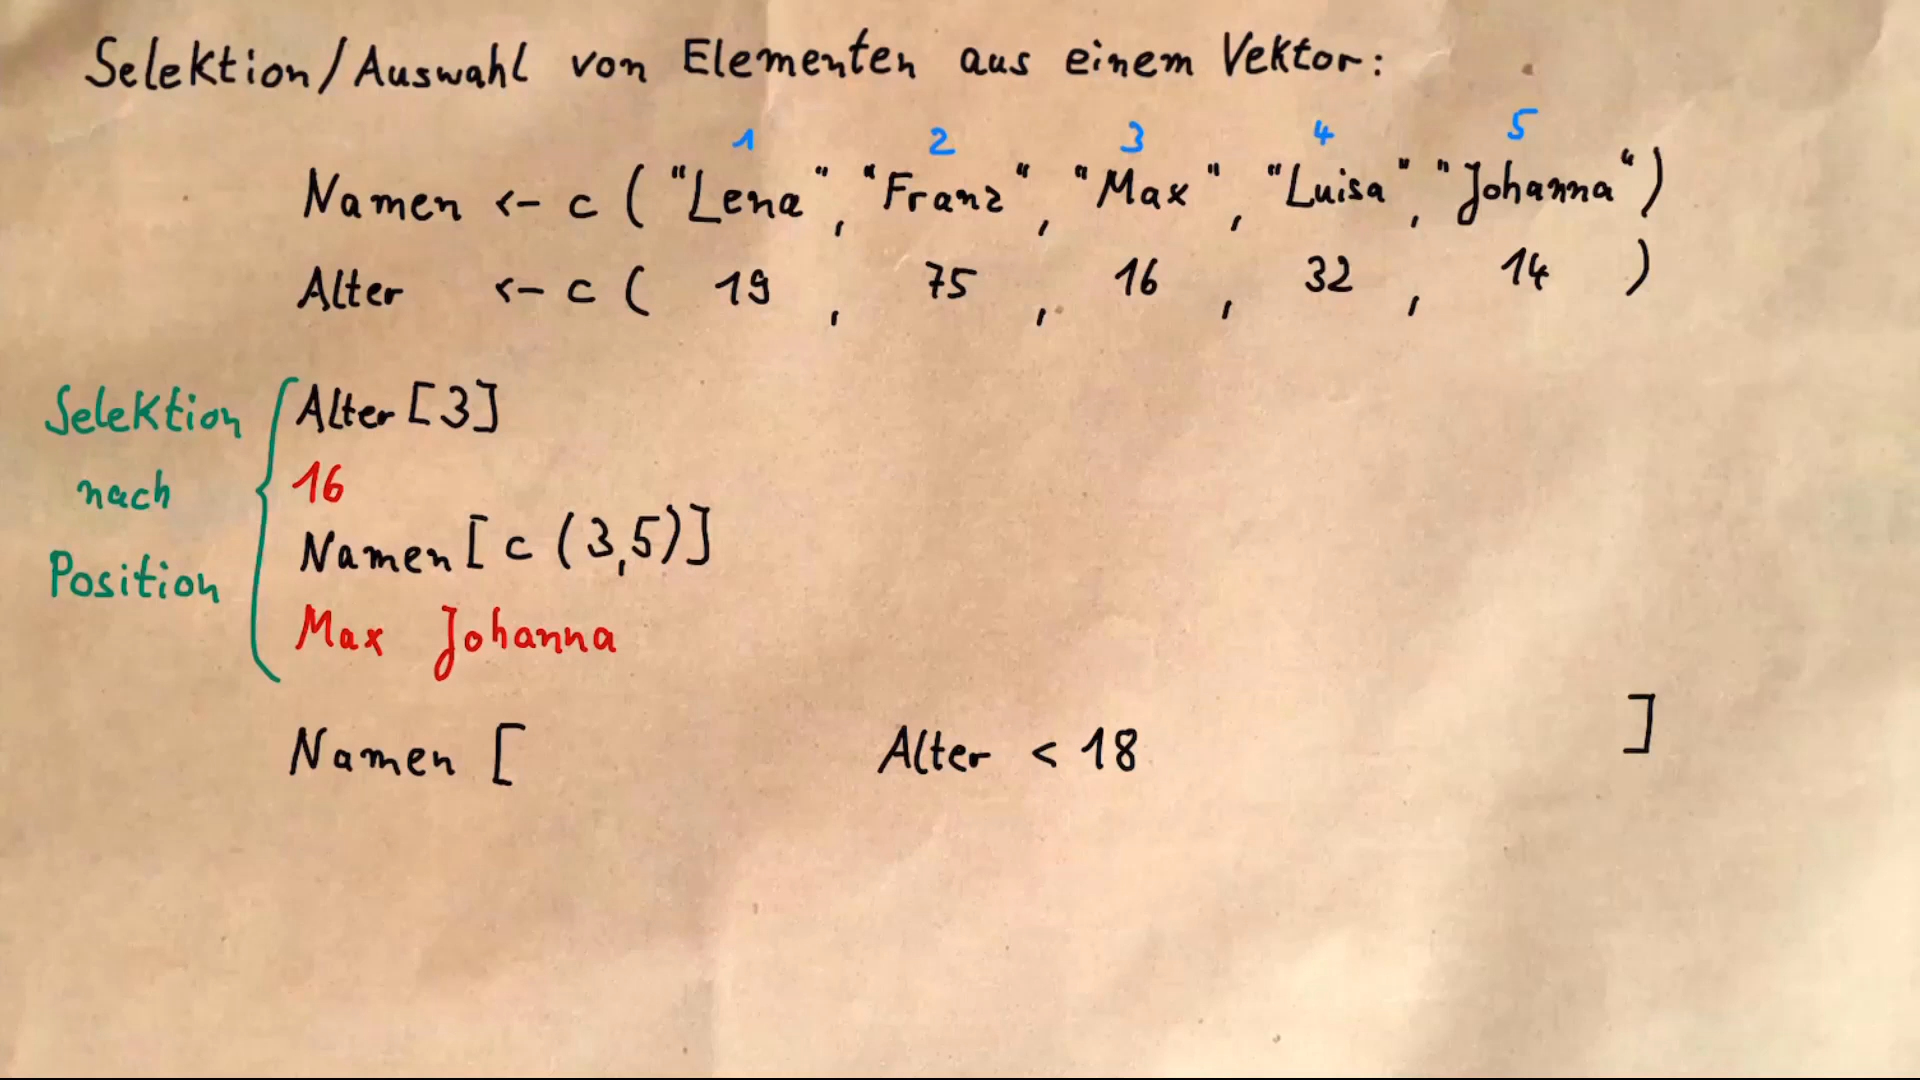 Selektion/Auswahl von Elementen aus einem Vektor:
1 2 3 4 5
Namen <- c ( "Lena", "Franz", "Max", "Luisa", "Johanna")
Alter <- c ( 19, 75, 16, 32, 14 )
Selektion nach Position
Alter [3]
16
Namen [ c (3,5)]
Max Johanna
Namen [ Alter < 18 ]